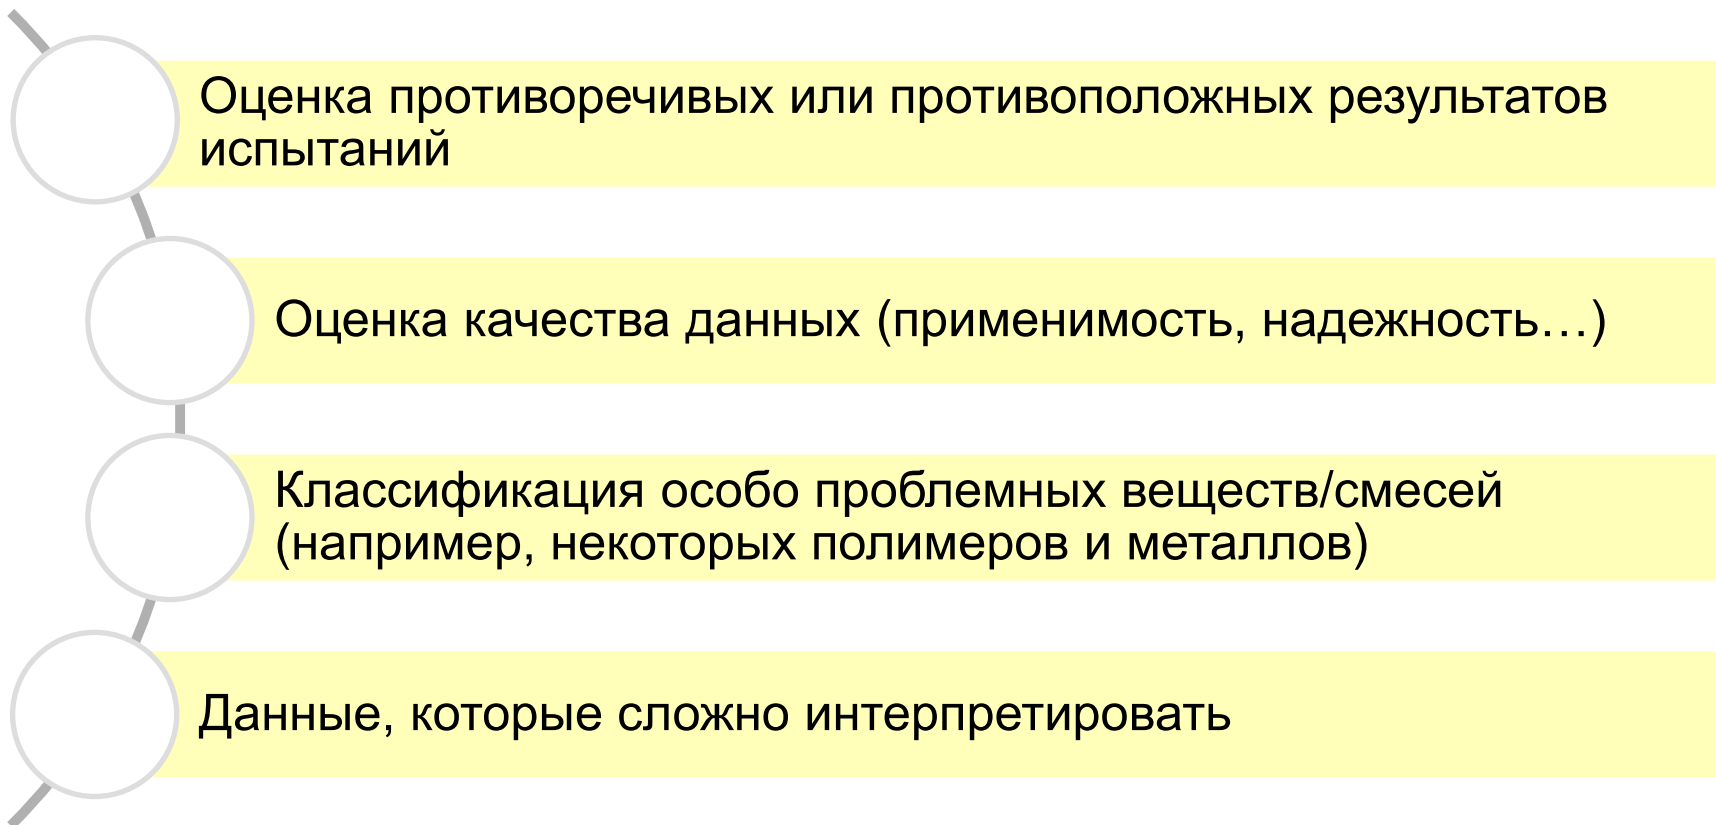 Оценка противоречивых или противоположных результатов
испытаний
Оценка качества данных (применимость, надежность…)
Классификация особо проблемных веществ/смесей
(например, некоторых полимеров и металлов)
Данные, которые сложно интерпретировать